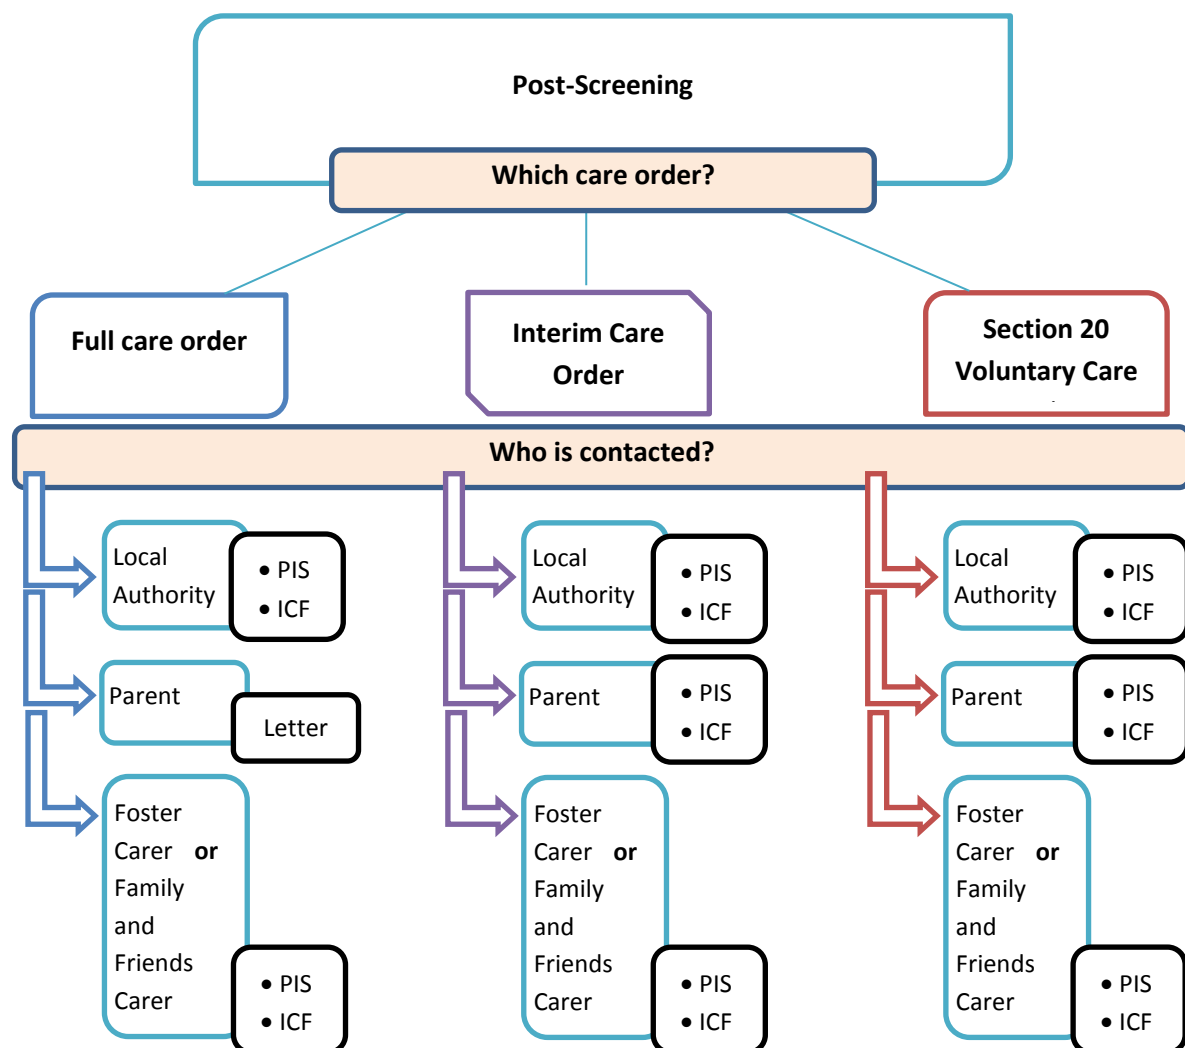 Post-Screening
Which care order?
Full care order
Interim Care
Order
Section 20
Voluntary Care
Who is contacted?
Local
Authority
• PIS
• ICF
Parent
Letter
Foster
Carer or
Family
and
Friends
Carer
• PIS
• ICF
Local
Authority
• PIS
• ICF
Parent
• PIS
• ICF
Foster
Carer or
Family
and
Friends
Carer
• PIS
• ICF
Local
Authority
• PIS
• ICF
Parent
• PIS
• ICF
Foster
Carer or
Family
and
Friends
Carer
• PIS
• ICF